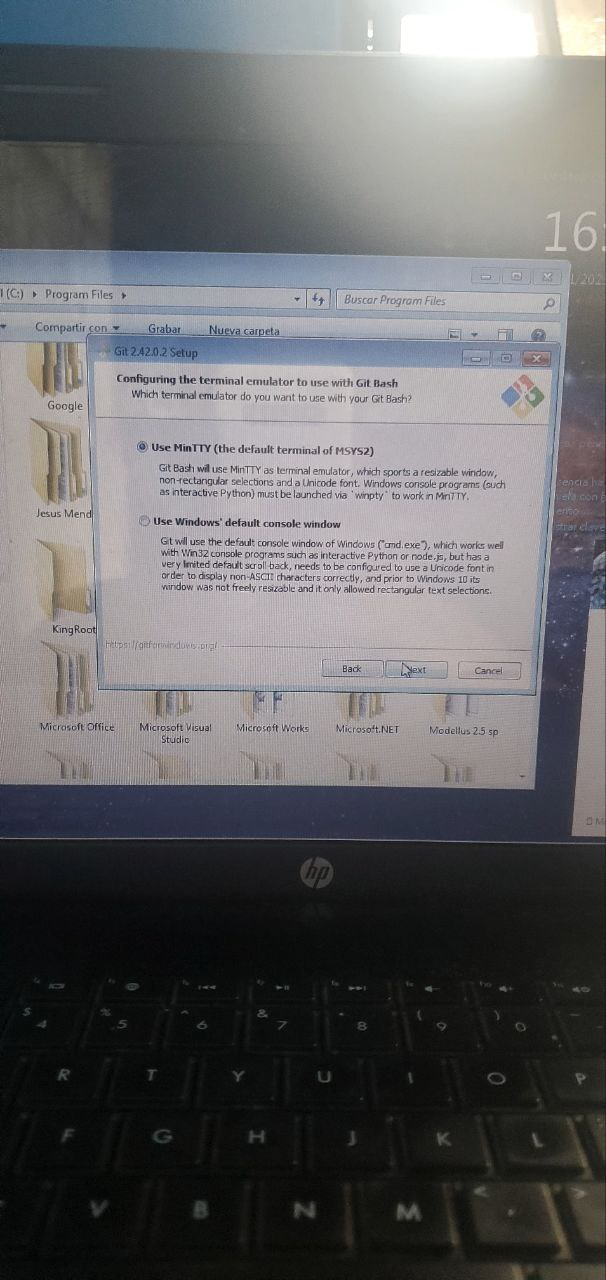 16:
(C:) ▸ Program Files ▸
Buscar Program Files
Compartir con
Grabar
Nueva carpeta
Git 2.42.0.2 Setup
Configuring the terminal emulator to use with Git Bash
Which terminal emulator do you want to use with your Git Bash?
Use MinTTY (the default terminal of MSYS2)
Git Bash will use MinTTY as terminal emulator, which sports a resizable window,
non-rectangular selections and a Unicode font. Windows console programs (such
as interactive Python) must be launched via `winpty` to work in MinTTY.
Use Windows' default console window
Git will use the default console window of Windows ("cmd.exe"), which works well
with Win32 console programs such as interactive Python or node.js, but has a
very limited default scroll-back, needs to be configured to use a Unicode font in
order to display non-ASCII characters correctly, and prior to Windows 10 its
window was not freely resizable and it only allowed rectangular text selections.
https://gitforwindows.org/
Back
Next
Cancel
Google
Jesus Mend
KingRoot
Microsoft Office
Microsoft Visual
Studio
Microsoft Works
Microsoft.NET
Modellus 2.5 sp
hp
$ 4 % 5 ^ 6 & 7 * 8 ( 9 ) 0
R T Y U I O P
F G H J K L
V B N M < , >